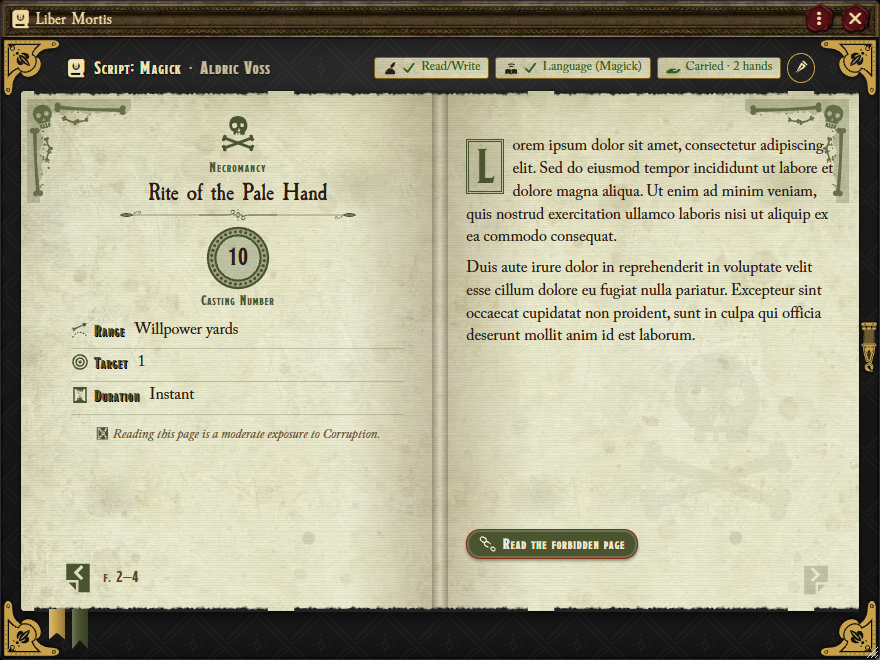 Liber Mortis
Script: Magick · Aldric Voss
Read/Write
Language (Magick)
Carried · 2 hands
Necromancy
Rite of the Pale Hand
10
Casting Number
Range Willpower yards
Target 1
Duration Instant
Reading this page is a moderate exposure to Corruption.
F. 2–4
Lorem ipsum dolor sit amet, consectetur adipiscing
elit. Sed do eiusmod tempor incididunt ut labore et
dolore magna aliqua. Ut enim ad minim veniam,
quis nostrud exercitation ullamco laboris nisi ut aliquip ex
ea commodo consequat.
Duis aute irure dolor in reprehenderit in voluptate velit
esse cillum dolore eu fugiat nulla pariatur. Excepteur sint
occaecat cupidatat non proident, sunt in culpa qui officia
deserunt mollit anim id est laborum.
Read the forbidden page